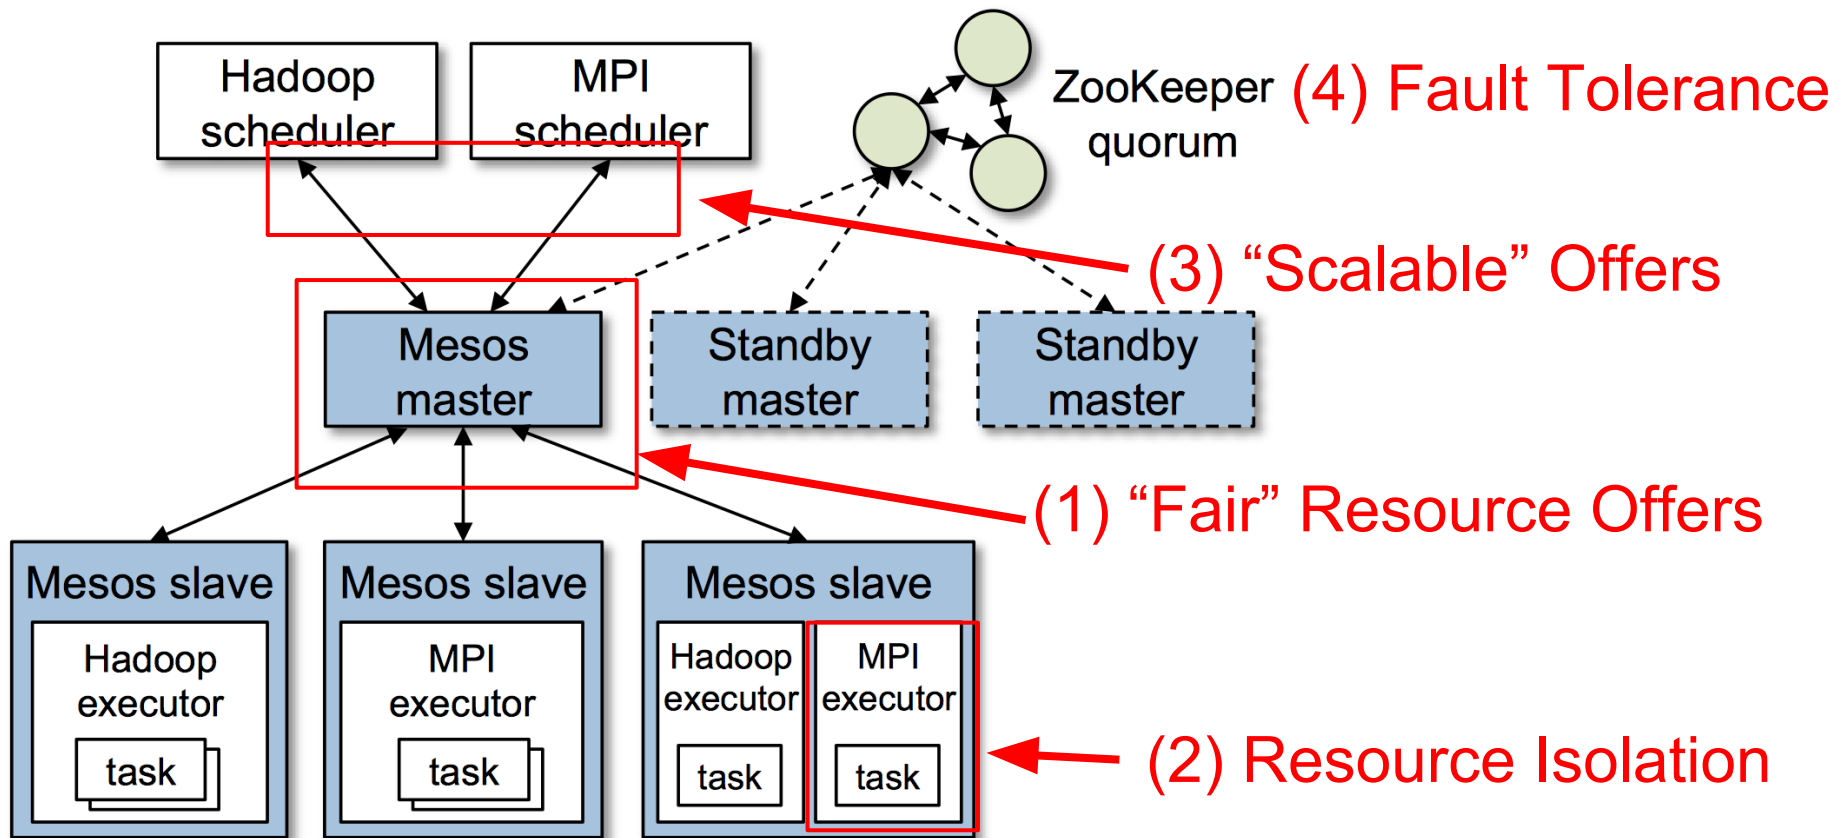 Hadoop
scheduler
MPI
scheduler
ZooKeeper
quorum
(4) Fault Tolerance
(3) “Scalable” Offers
Mesos
master
Standby
master
Standby
master
(1) “Fair” Resource Offers
Mesos slave
Hadoop
executor
task
Mesos slave
MPI
executor
task
Mesos slave
Hadoop
executor
task
MPI
executor
task
(2) Resource Isolation